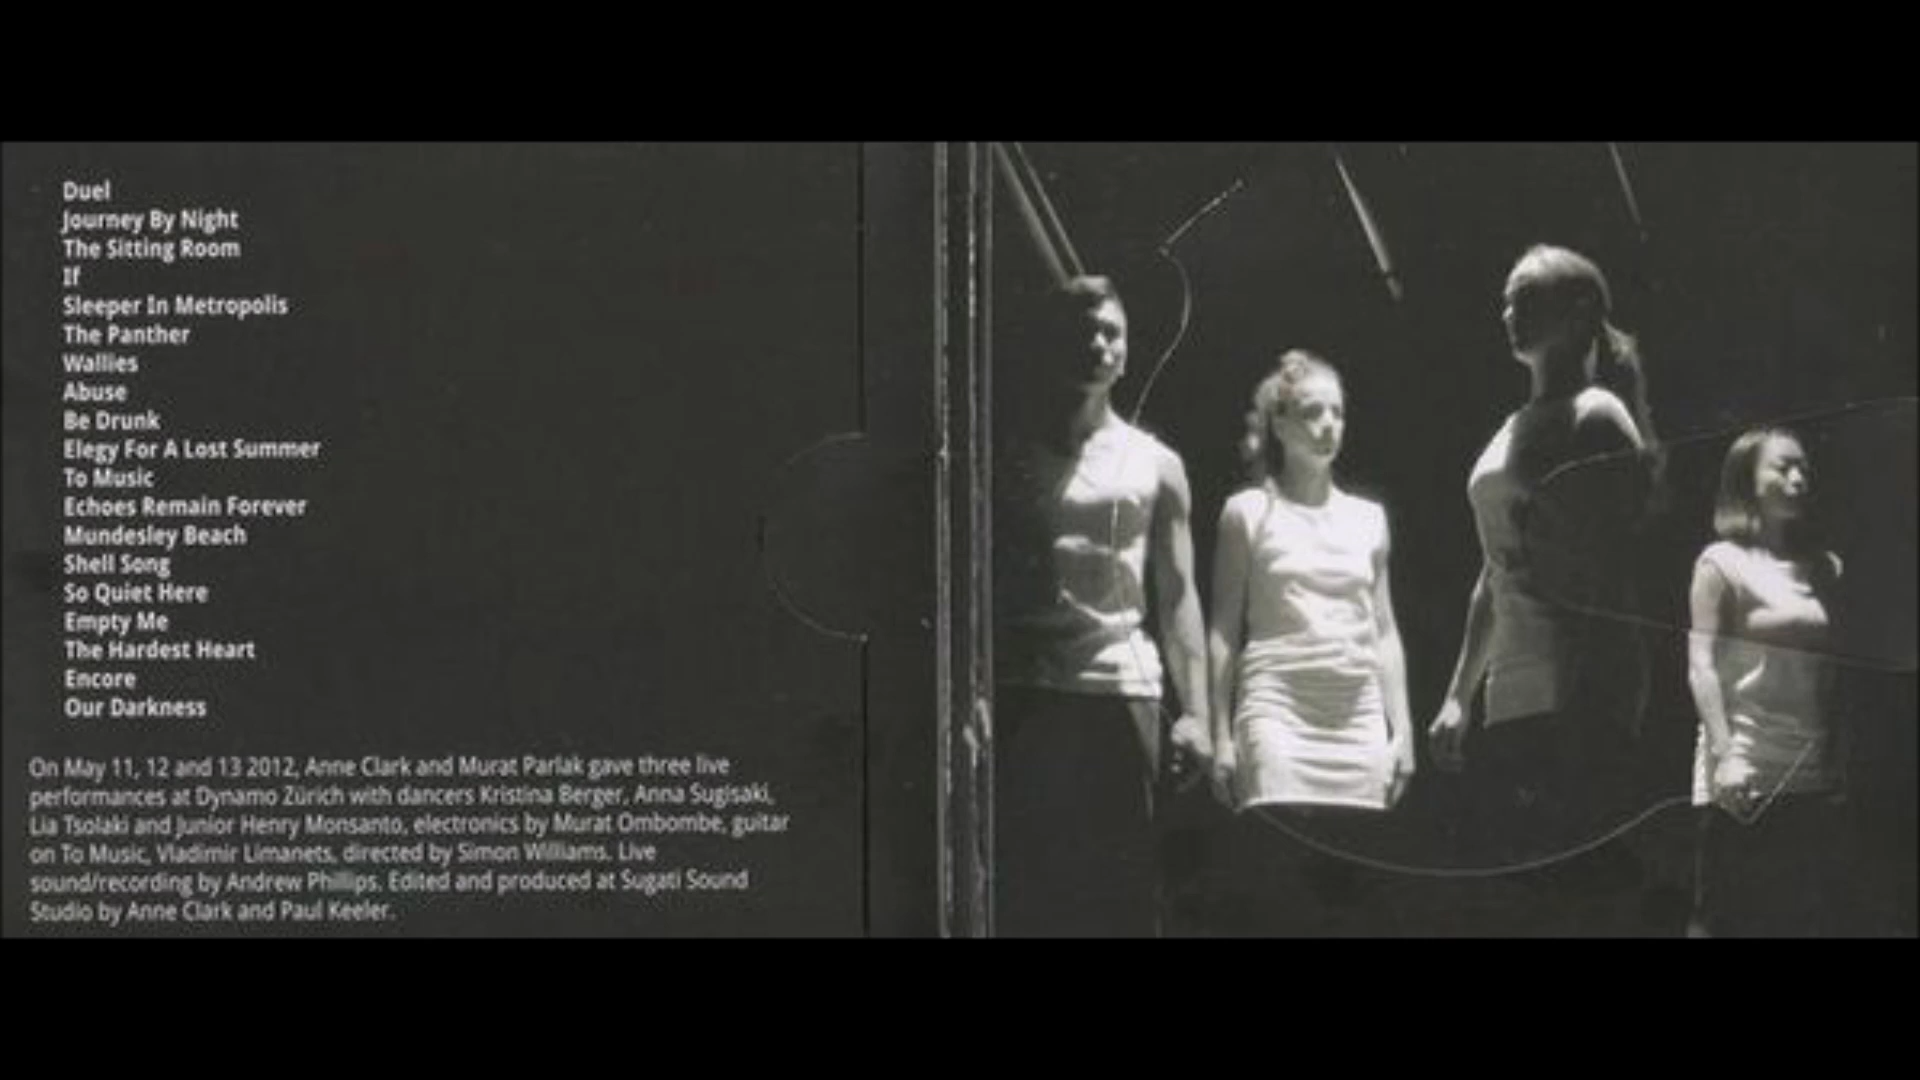 Duel
Journey By Night
The Sitting Room
If
Sleeper In Metropolis
The Panther
Wallies
Abuse
Be Drunk
Elegy For A Lost Summer
To Music
Echoes Remain Forever
Mundesley Beach
Shell Song
So Quiet Here
Empty Me
The Hardest Heart
Encore
Our Darkness
On May 11, 12 and 13 2012, Anne Clark and Murat Parlak gave three live
performances at Dynamo Zürich with dancers Kristina Berger, Anna Sugisaki,
Lia Tsolaki and Junior Henry Monsanto, electronics by Murat Ombombe, guitar
on To Music, Vladimir Limanets, directed by Simon Williams. Live
sound/recording by Andrew Phillips. Edited and produced at Sugati Sound
Studio by Anne Clark and Paul Keeler.